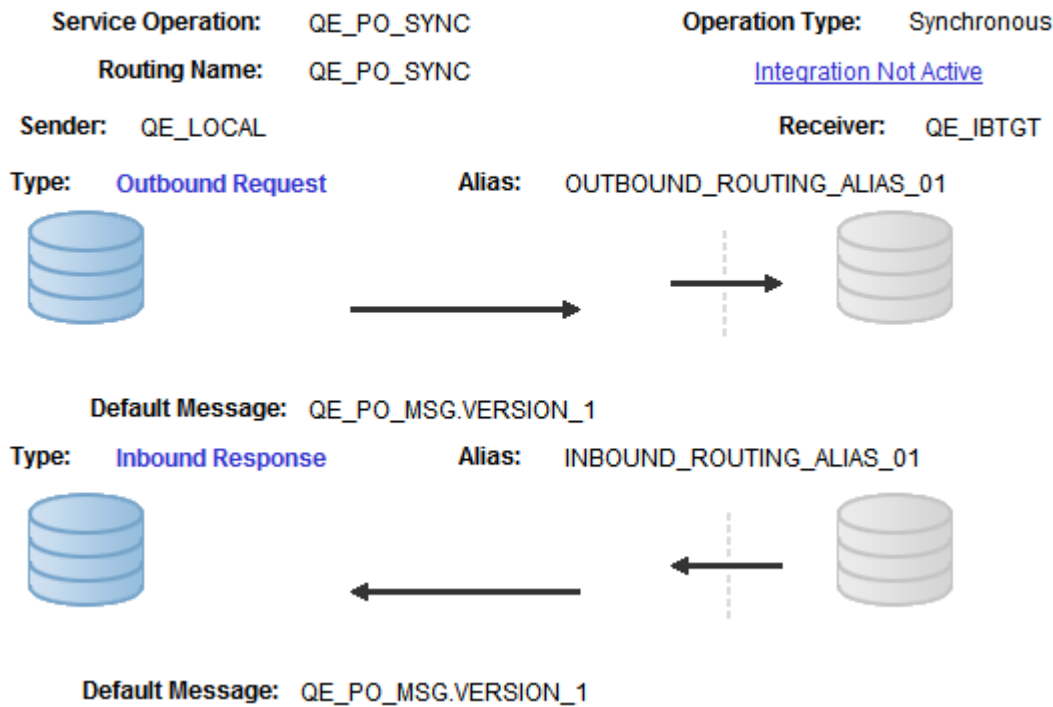 Service Operation: QE_PO_SYNC Operation Type: Synchronous
Routing Name: QE_PO_SYNC Integration Not Active
Sender: QE_LOCAL Receiver: QE_IBTGT
Type: Outbound Request Alias: OUTBOUND_ROUTING_ALIAS_01
Default Message: QE_PO_MSG.VERSION_1
Type: Inbound Response Alias: INBOUND_ROUTING_ALIAS_01
Default Message: QE_PO_MSG.VERSION_1